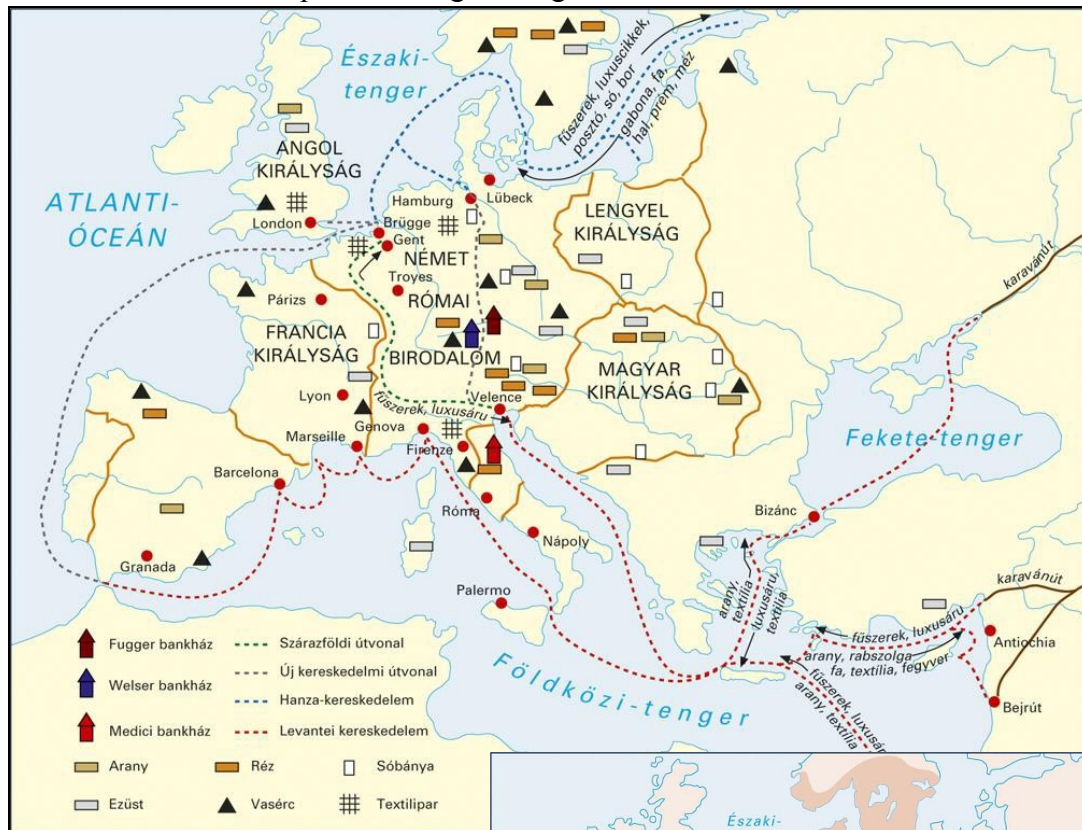 Északi-
tenger
fűszerek, luxuscikkek,
posztó, só, bor
gabona, fa,
hal, prém, méz
ANGOL
KIRÁLYSÁG
ATLANTI-
ÓCEÁN
London
Hamburg
Lübeck
Brügge
Gent
LENGYEL
KIRÁLYSÁG
NÉMET
RÓMAI
BIRODALOM
Troyes
Párizs
FRANCIA
KIRÁLYSÁG
karavánút
MAGYAR
KIRÁLYSÁG
Lyon
Velence
fűszerek, luxusáru
Genova
Marseille
Firenze
Fekete-tenger
Barcelona
Róma
Bizánc
Nápoly
Granada
Palermo
arany,
textília
luxusáru,
textília
karavánút
fűszerek, luxusáru
arany, rabszolga
fa, textília, fegyver
Antiochia
fűszerek, luxusáru
arany, textília
Bejrút
Földközi-tenger
Fugger bankház
Szárazföldi útvonal
Welser bankház
Új kereskedelmi útvonal
Hanza-kereskedelem
Medici bankház
Levantei kereskedelem
Arany
Réz
Sóbánya
Ezüst
Vasérc
Textilipar
Északi-